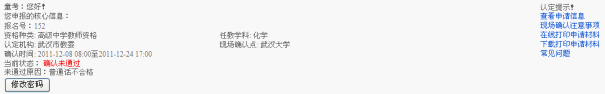 童考：您好！
您申报的核心信息：
报名号：152
资格种类：高级中学教师资格
任教学科：化学
认定机构：武汉市教委
现场确认点：武汉大学
确认时间：2011-12-08 08:00至2011-12-24 17:00
当前状态：确认未通过
未通过原因：普通话不合格
修改密码
认定提示！
查看申请信息
现场确认注意事项
在线打印申请材料
下载打印申请材料
常见问题